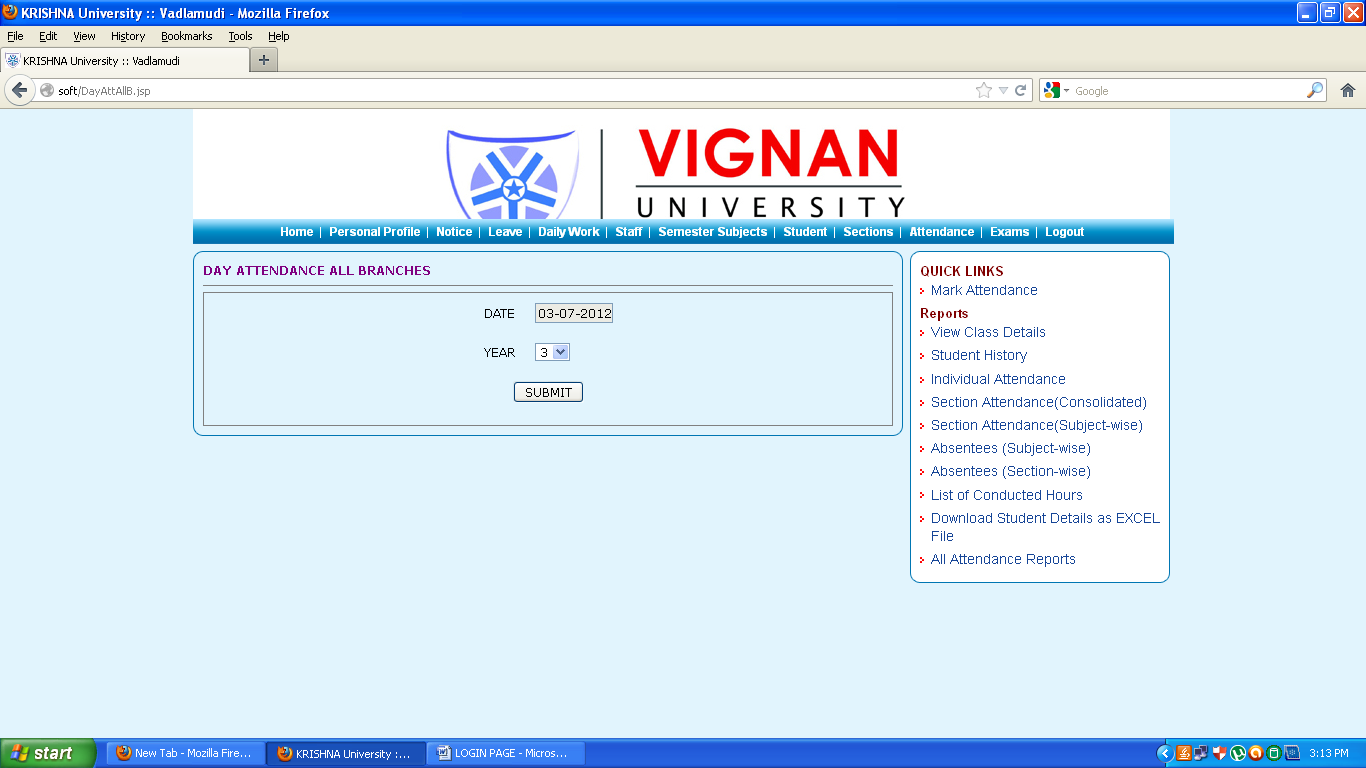 KRISHNA University :: Vadlamudi - Mozilla Firefox
File Edit View History Bookmarks Tools Help
KRISHNA University :: Vadlamudi
soft/DayAttAllB.jsp
Google
VIGNAN
UNIVERSITY
Home | Personal Profile | Notice | Leave | Daily Work | Staff | Semester Subjects | Student | Sections | Attendance | Exams | Logout
DAY ATTENDANCE ALL BRANCHES
DATE 03-07-2012
YEAR 3
SUBMIT
QUICK LINKS
Mark Attendance
Reports
View Class Details
Student History
Individual Attendance
Section Attendance(Consolidated)
Section Attendance(Subject-wise)
Absentees (Subject-wise)
Absentees (Section-wise)
List of Conducted Hours
Download Student Details as EXCEL
File
All Attendance Reports
start New Tab - Mozilla Fire... KRISHNA University :... LOGIN PAGE - Micros... 3:13 PM